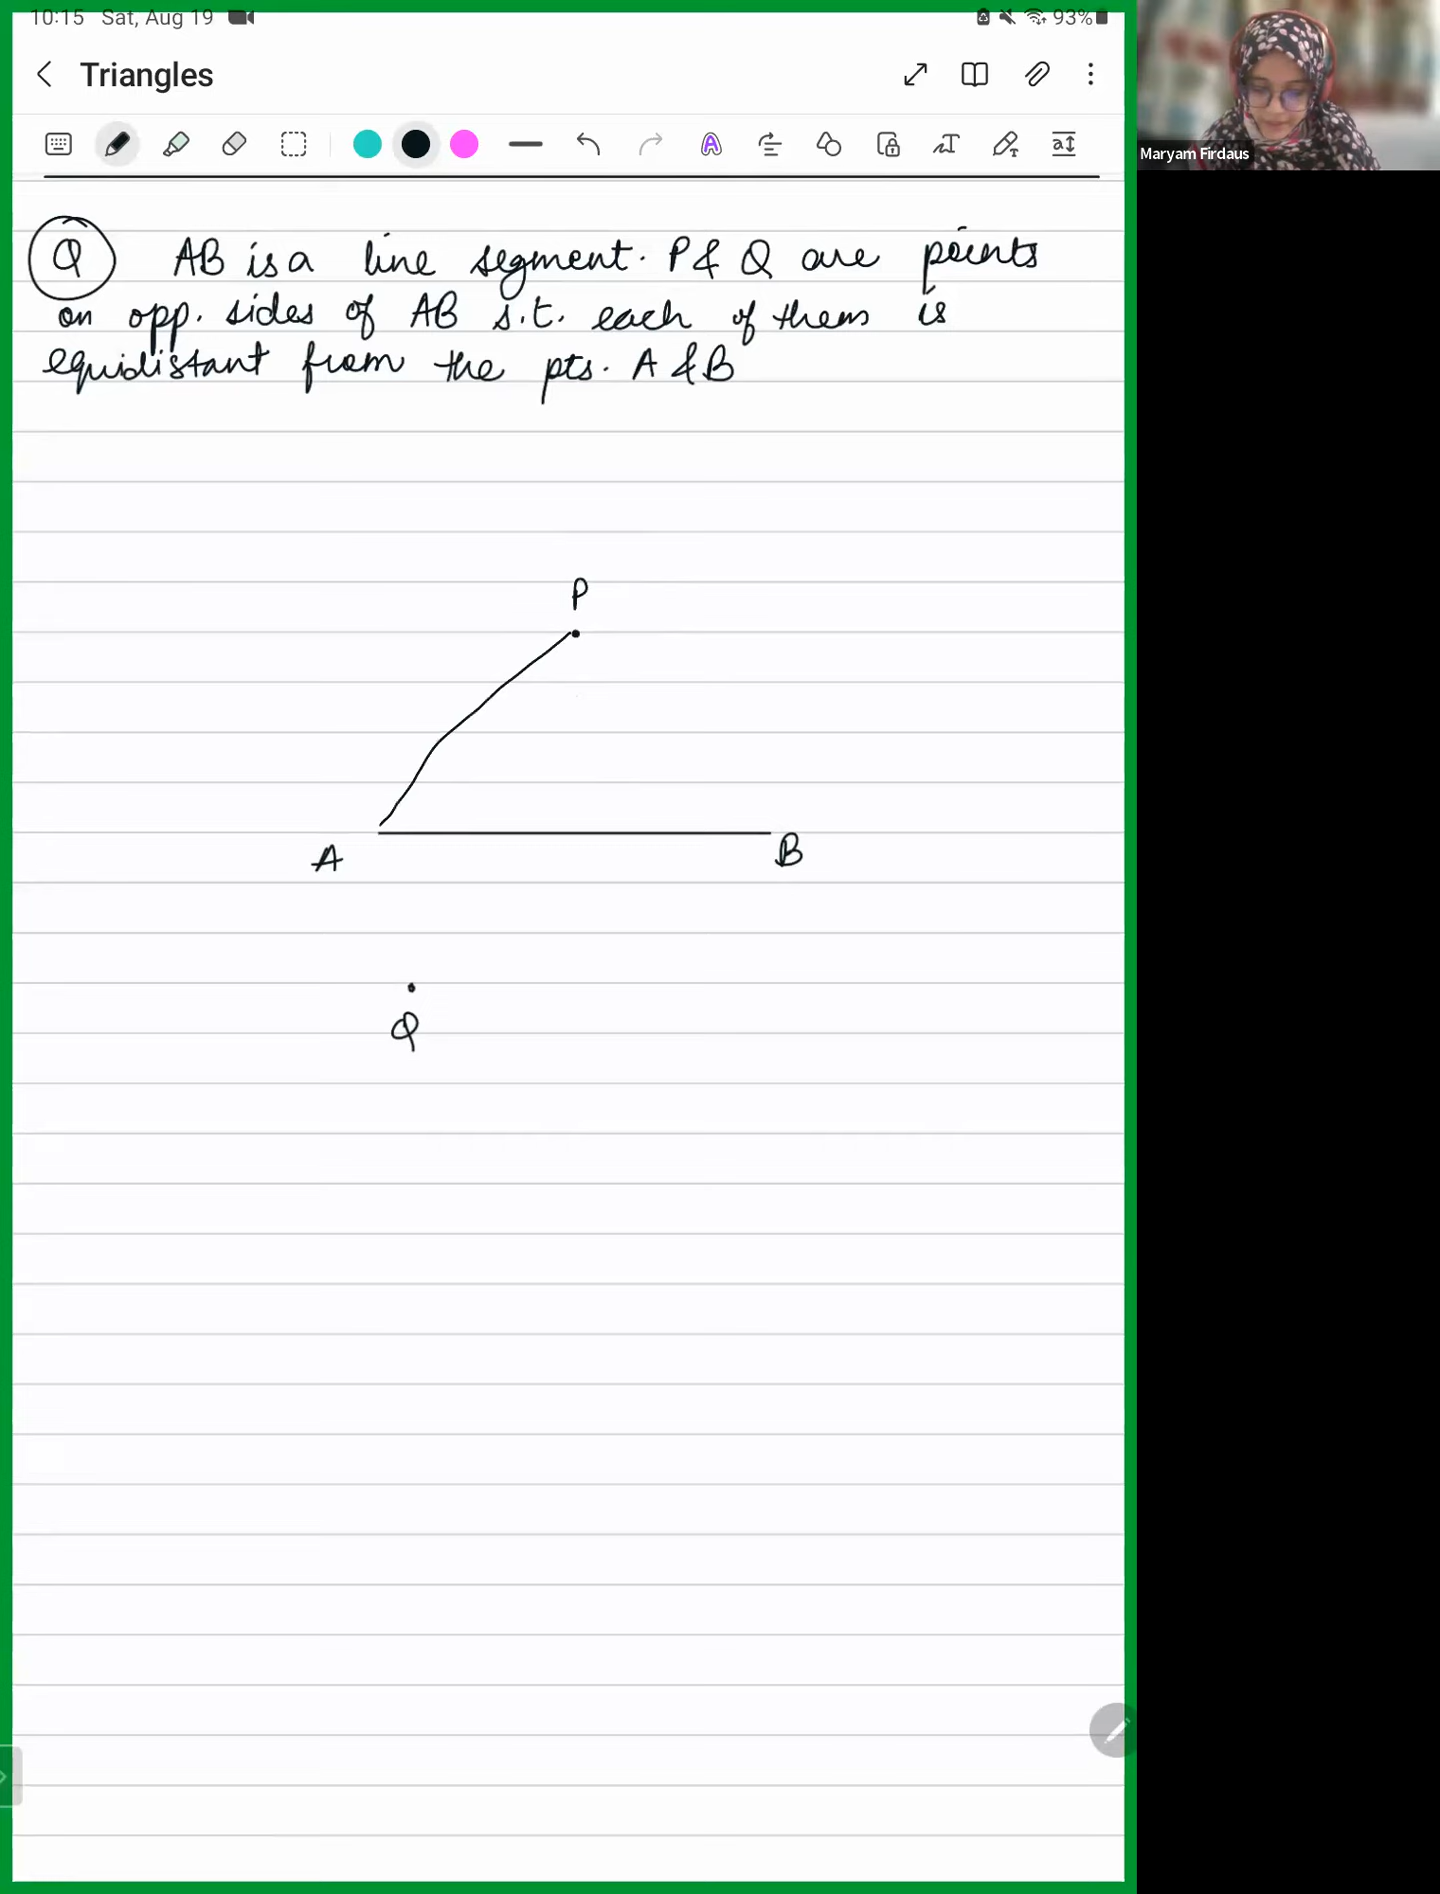 10:15 Sat, Aug 19
93%
Triangles
Maryam Firdaus
Q AB is a line segment. P & Q are points
on opp. sides of AB s.t. each of them is
equidistant from the pts. A & B
P
A B
Q